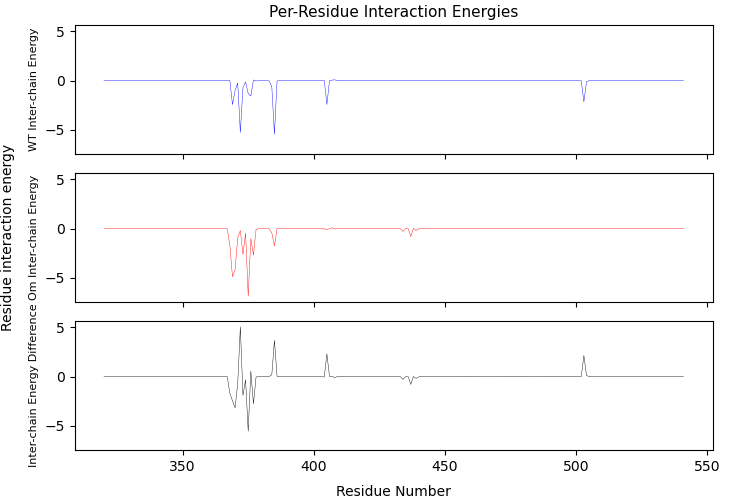 Per-Residue Interaction Energies
Residue interaction energy
WT Inter-chain Energy
5
0
−5
Om Inter-chain Energy
5
0
−5
Inter-chain Energy Difference
5
0
−5
350
400
450
500
550
Residue Number